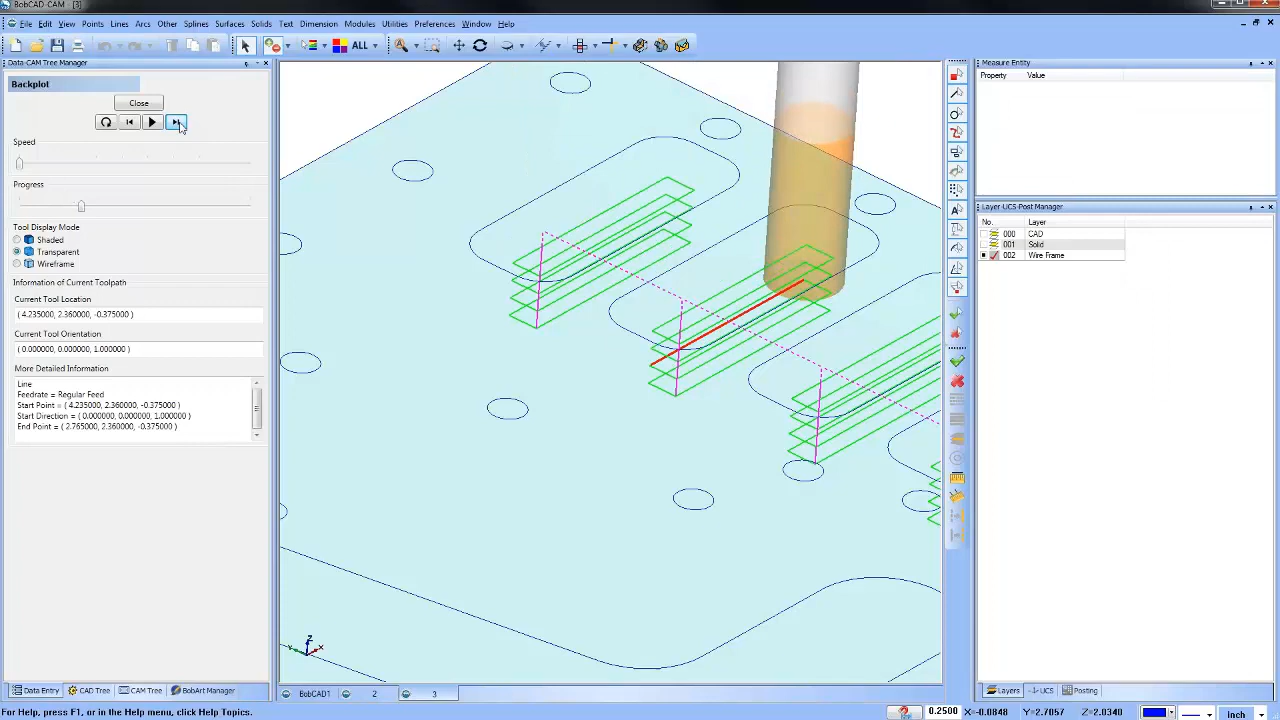 BobCAD-CAM - [3]
File Edit View Points Lines Arcs Other Splines Surfaces Solids Text Dimension Modules Utilities Preferences Window Help
ALL
Data-CAM Tree Manager
Backplot
Close
Speed
Progress
Tool Display Mode
Shaded
Transparent
Wireframe
Information of Current Toolpath
Current Tool Location
( 4.235000, 2.360000, -0.375000 )
Current Tool Orientation
( 0.000000, 0.000000, 1.000000 )
More Detailed Information
Line
Feedrate = Regular Feed
Start Point = ( 4.235000, 2.360000, -0.375000 )
Start Direction = ( 0.000000, 0.000000, 1.000000 )
End Point = ( 2.765000, 2.360000, -0.375000 )
Data Entry CAD Tree CAM Tree BobArt Manager
Z
Y X
BobCAD1 2 3
Measure Entity
Property Value
Layer-UCS-Post Manager
No. Layer
000 CAD
001 Solid
002 Wire Frame
Layers UCS Posting
For Help, press F1, or in the Help menu, click Help Topics.
0.2500 X=-0.0848 Y=2.7057 Z=2.0340 Inch